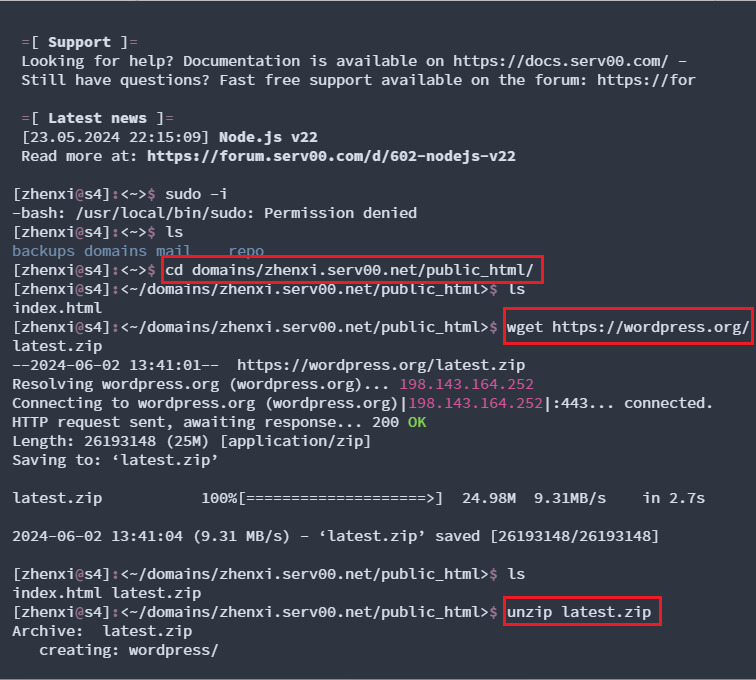 =[ Support ]=
Looking for help? Documentation is available on https://docs.serv00.com/ –
Still have questions? Fast free support available on the forum: https://for
=[ Latest news ]=
[23.05.2024 22:15:09] Node.js v22
Read more at: https://forum.serv00.com/d/602-nodejs-v22
[zhenxi@s4]:<~>$ sudo -i
-bash: /usr/local/bin/sudo: Permission denied
[zhenxi@s4]:<~>$ ls
backups domains mail    repo
[zhenxi@s4]:<~>$ cd domains/zhenxi.serv00.net/public_html/
[zhenxi@s4]:<~/domains/zhenxi.serv00.net/public_html>$ ls
index.html
[zhenxi@s4]:<~/domains/zhenxi.serv00.net/public_html>$ wget https://wordpress.org/
latest.zip
--2024-06-02 13:41:01--  https://wordpress.org/latest.zip
Resolving wordpress.org (wordpress.org)... 198.143.164.252
Connecting to wordpress.org (wordpress.org)|198.143.164.252|:443... connected.
HTTP request sent, awaiting response... 200 OK
Length: 26193148 (25M) [application/zip]
Saving to: ‘latest.zip’
latest.zip           100%[====================>]  24.98M  9.31MB/s    in 2.7s
2024-06-02 13:41:04 (9.31 MB/s) - ‘latest.zip’ saved [26193148/26193148]
[zhenxi@s4]:<~/domains/zhenxi.serv00.net/public_html>$ ls
index.html latest.zip
[zhenxi@s4]:<~/domains/zhenxi.serv00.net/public_html>$ unzip latest.zip
Archive:  latest.zip
   creating: wordpress/